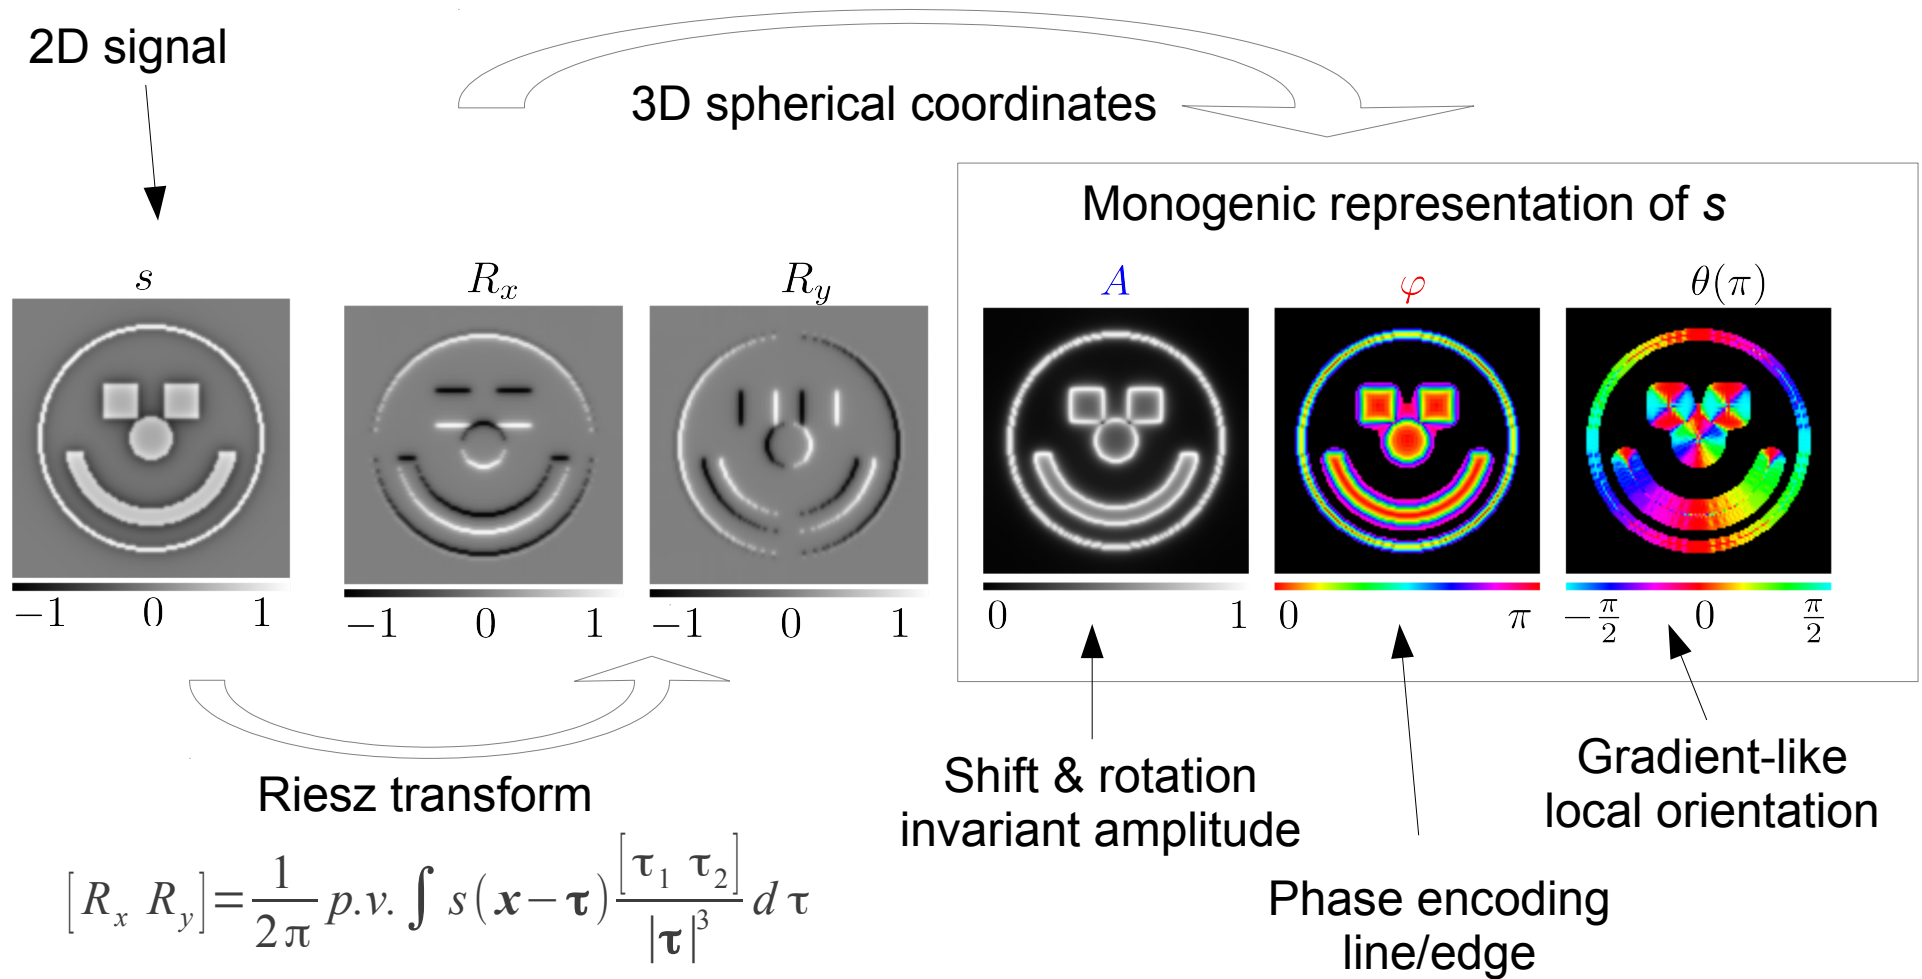 2D signal
3D spherical coordinates
Monogenic representation of s
s
R_x
R_y
A
φ
θ(π)
−1 0 1
−1 0 1
−1 0 1
0 1
0 π
−π/2 0 π/2
Riesz transform
[R_x R_y]=1/2π p.v. ∫ s(x−τ) [τ_1 τ_2]/|τ|^3 d τ
Shift & rotation
invariant amplitude
Phase encoding
line/edge
Gradient-like
local orientation